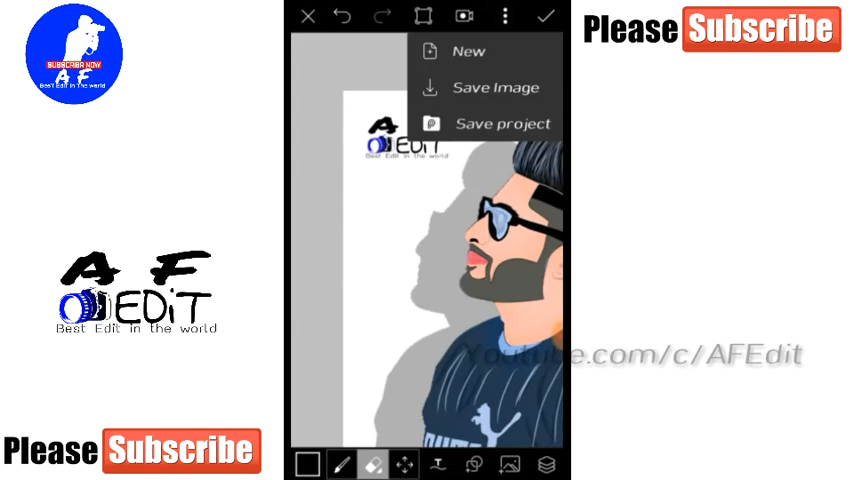 Please Subscribe
SUBSCRIBE NOW
A F
Best Edit in The world
New
Save Image
Save project
A F
EDiT
Best Edit in the world
A F
EDiT
Best Edit in the world
Youtube.com/c/AFEdit
Please Subscribe